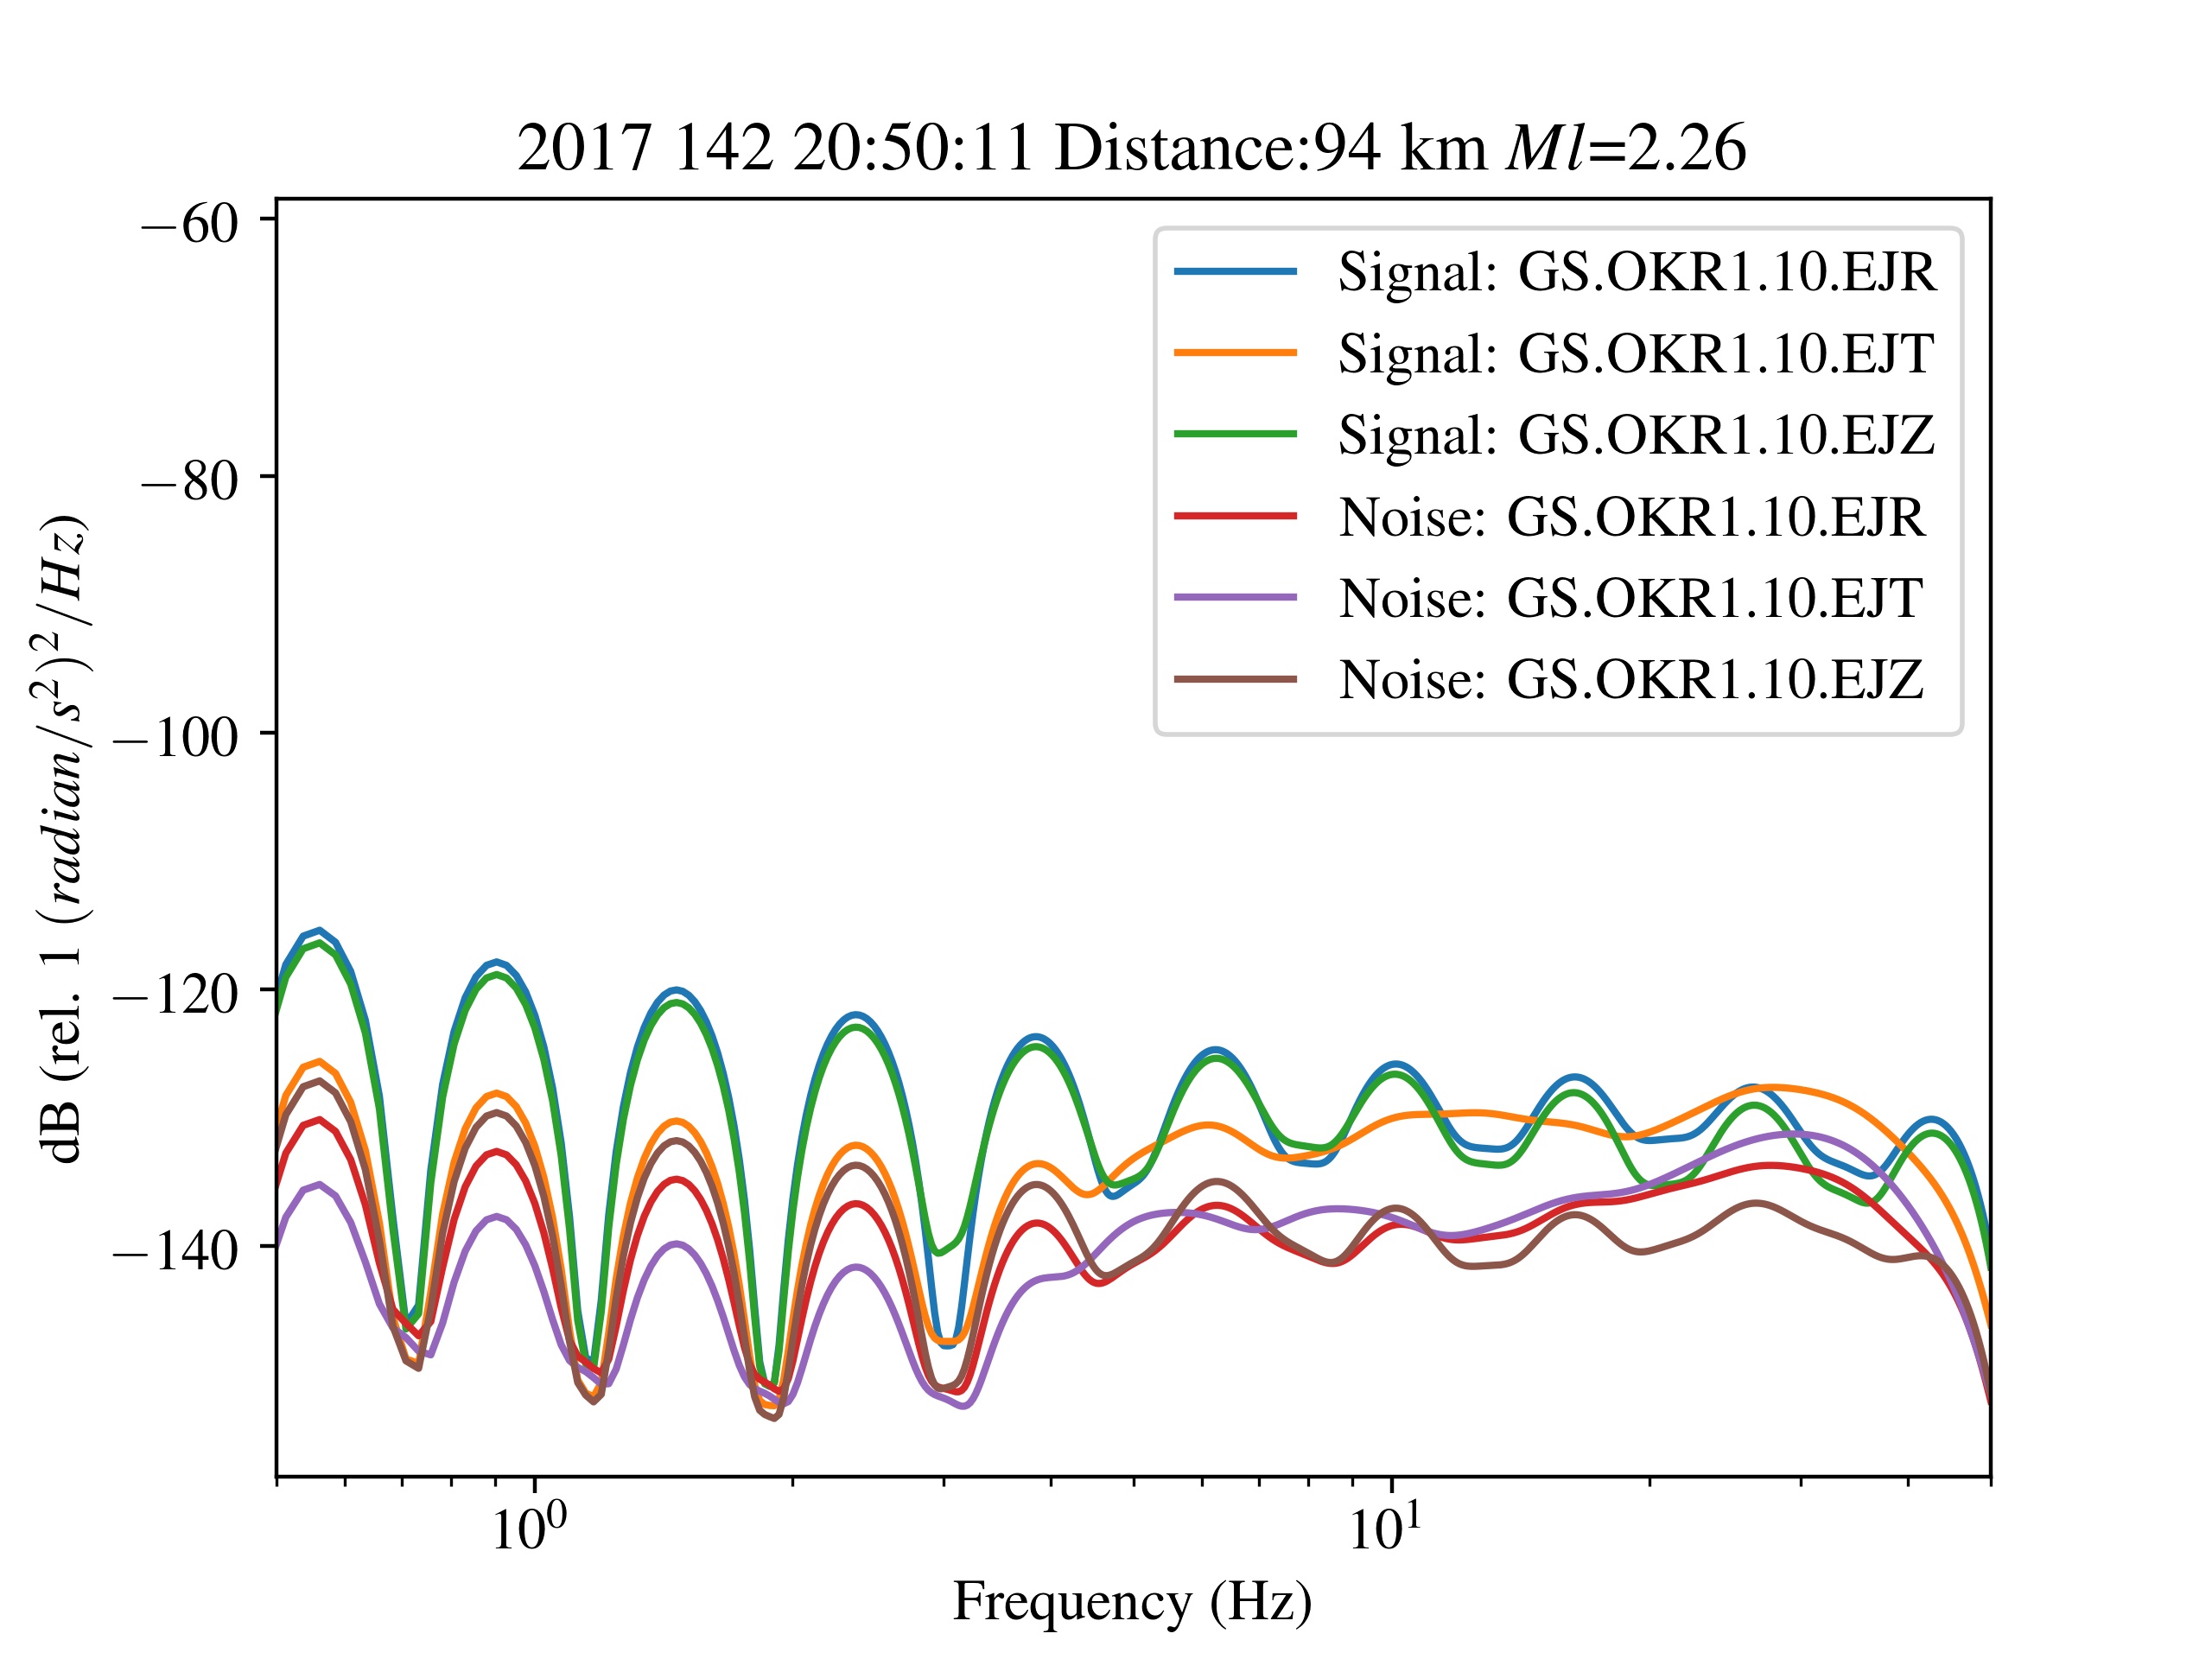 2017 142 20:50:11 Distance:94 km Ml=2.26
−60
−80
−100
−120
−140
dB (rel. 1 (radian/s²)²/Hz)
Signal: GS.OKR1.10.EJR
Signal: GS.OKR1.10.EJT
Signal: GS.OKR1.10.EJZ
Noise: GS.OKR1.10.EJR
Noise: GS.OKR1.10.EJT
Noise: GS.OKR1.10.EJZ
10⁰
10¹
Frequency (Hz)